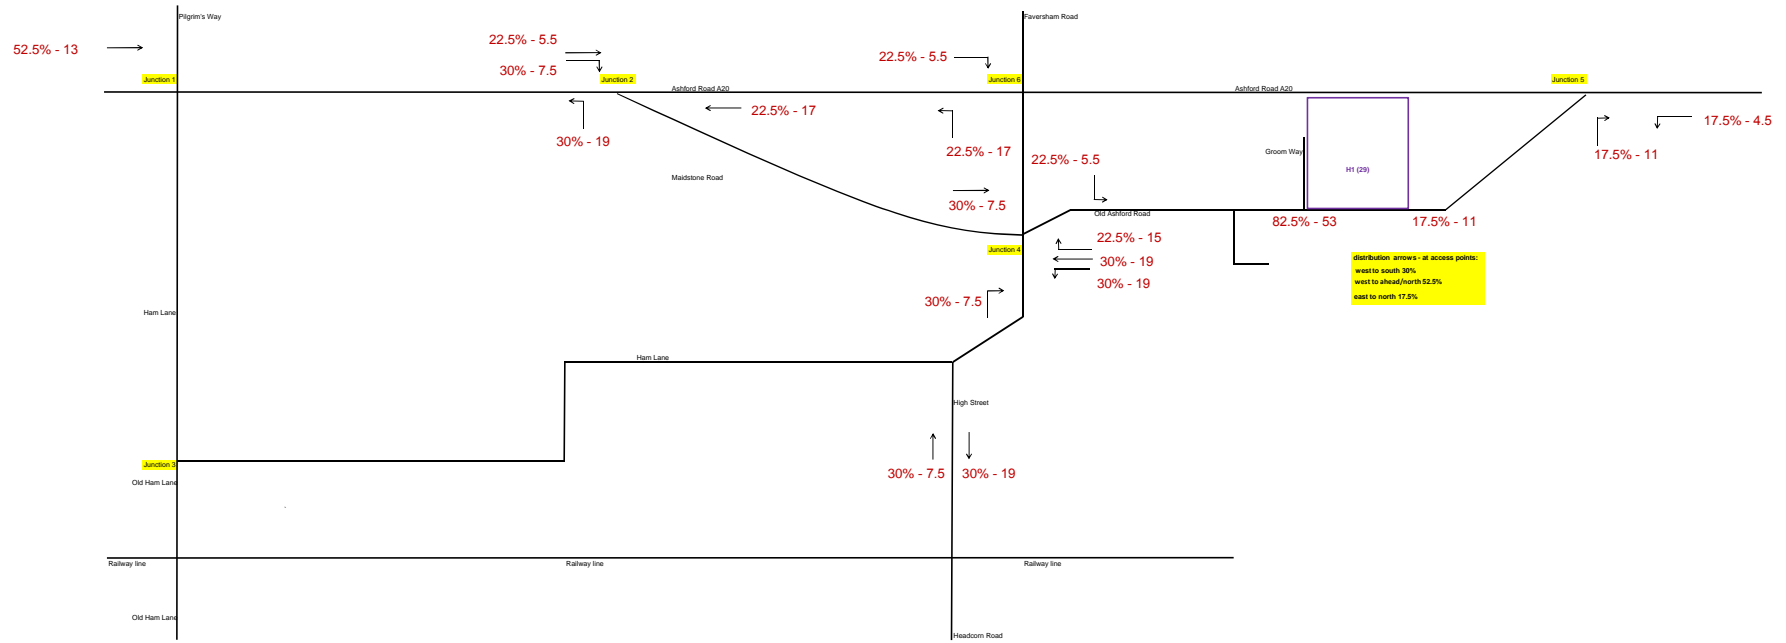 Pilgrim's Way
Faversham Road
52.5% - 13
22.5% - 5.5
30% - 7.5
22.5% - 5.5
Junction 1
Junction 2
Junction 6
Junction 5
Ashford Road A20
Ashford Road A20
22.5% - 17
30% - 19
17.5% - 4.5
22.5% - 17
22.5% - 5.5
Groom Way
17.5% - 11
H1 (29)
Maidstone Road
30% - 7.5
Old Ashford Road
82.5% - 53
17.5% - 11
22.5% - 15
Junction 4
30% - 19
30% - 19
distribution arrows - at access points:
west to south 30%
west to ahead/north 52.5%
east to north 17.5%
30% - 7.5
Ham Lane
Ham Lane
High Street
Junction 3
30% - 7.5
30% - 19
Old Ham Lane
Railway line
Railway line
Railway line
Old Ham Lane
Headcorn Road